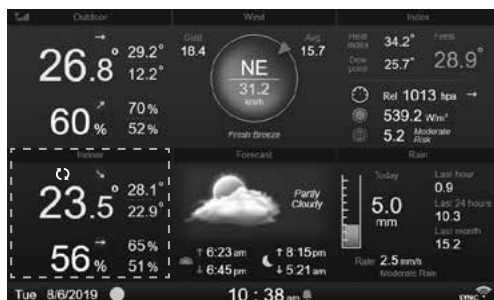 Outdoor
26.8° 29.2° 12.2°
60% 70% 52%
Wind
Gust
18.4
Avg
15.7
NE
31.2
km/h
Fresh Breeze
Index
Heat index 34.2°
Dew point 25.7°
Feels
28.9°
Rel 1013 hpa →
539.2 W/m²
5.2 Moderate Risk
Indoor
23.5° 28.1° 22.9°
56% 65% 51%
Forecast
Partly
Cloudy
↑ 6:23 am ↑ 8:15pm
↓ 6:45 pm ↓ 5:21 am
Rain
Today
5.0
mm
Last hour
0.9
Last 24 hours
10.3
Last month
15.2
Rate 2.5 mm/h
Moderate Rain
Tue 8/6/2019 10 : 38 am SYNC